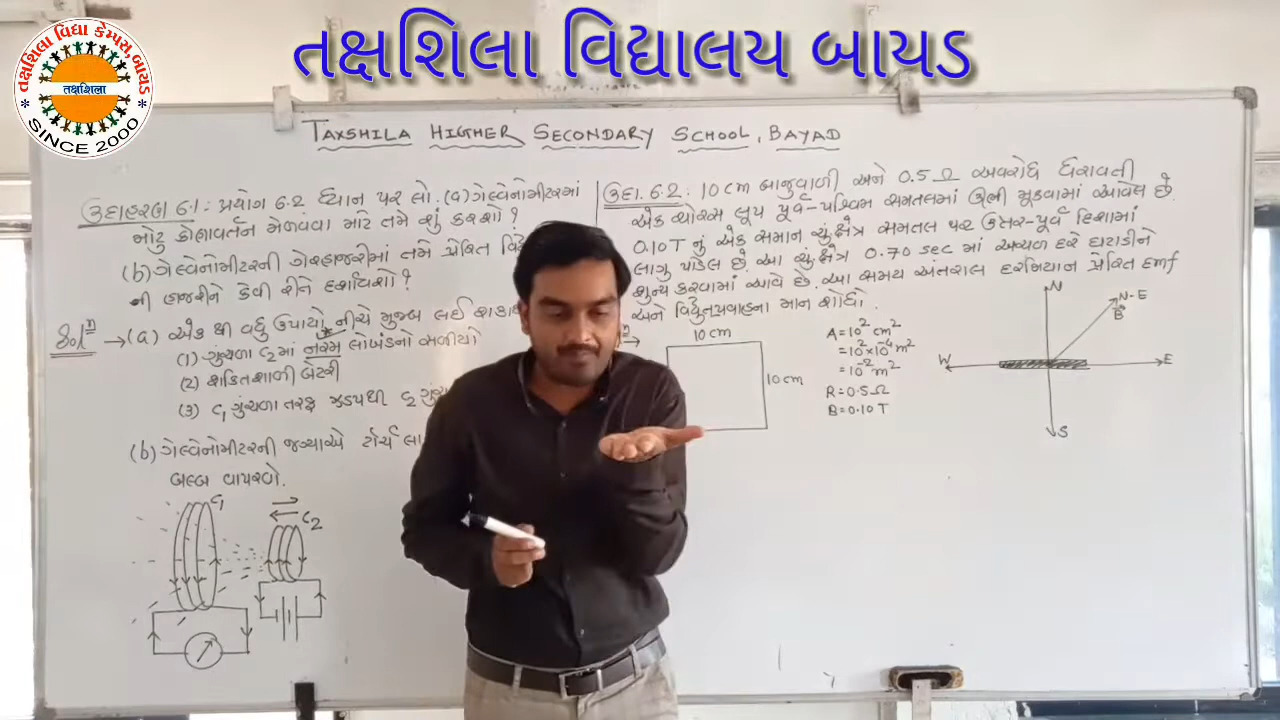 તક્ષશિલા વિદ્યાલય બાયડ
તક્ષશિલા વિદ્યા કેમ્પસ, બાયડ
તક્ષશિલા
* SINCE 2000 *
TAXSHILA HIGHER SECONDARY SCHOOL, BAYAD
ઉદાહરણ 6.1 : પ્રયોગ 6.2 ધ્યાન પર લો. (a) ગેલ્વેનોમીટરમાં
મોટુ કોણાવર્તન મેળવવા માટે તમે શું કરશો?
(b) ગેલ્વેનોમીટરની ગેરહાજરીમાં તમે પ્રેરિત
ની હાજરીને કેવી રીતે દર્શાવશો?
Solⁿ → (a) એક થી વધુ ઉપાયો નીચે મુજબ લઈ શકાય
(1) ગુંચળા C2 માં નરમ લોખંડનો સળીયો
(2) શક્તિશાળી બેટરી
(3) C1 ગુંચળા તરફ ઝડપથી C2
(b) ગેલ્વેનોમીટરની જગ્યાએ ટોર્ચ
બલ્બ વાપરશો.
C1
C2
ઉદા. 6.2 : 10 cm બાજુવાળી અને 0.5 Ω અવરોધ ધરાવતી
એક ચોરસ લૂપ પૂર્વ-પશ્ચિમ સમતલમાં ઊભી મૂકવામાં આવેલ છે.
0.10 T નું એક સમાન ચું.ક્ષેત્ર સમતલ પર ઉત્તર-પૂર્વ દિશામાં
લાગુ પાડેલ છે. આ ચું.ક્ષેત્ર 0.70 sec માં અચળ દરે ઘટાડીને
શુન્ય કરવામાં આવે છે. આ સમય અંતરાલ દરમિયાન પ્રેરિત emf
અને વિદ્યુતપ્રવાહના માન શોધો.
10 cm
10 cm
A = 10² cm²
= 10² × 10⁻⁴ m²
= 10⁻² m²
R = 0.5 Ω
B = 0.10 T
N
N-E
B
W
E
S